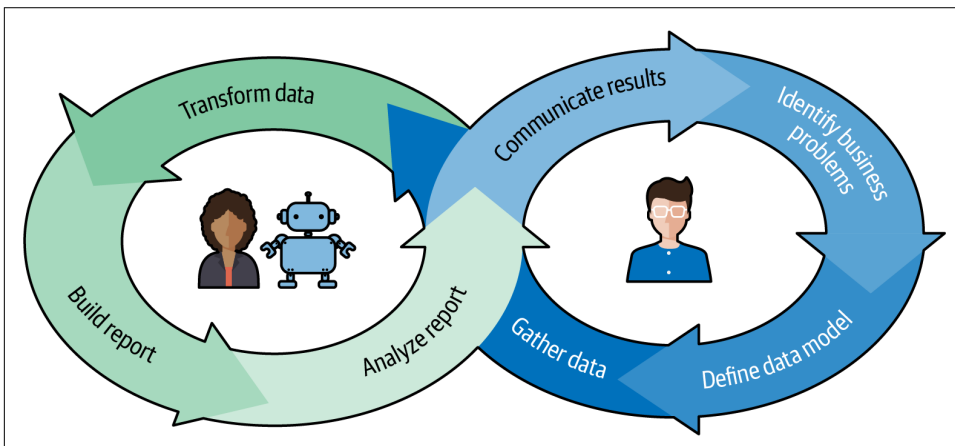 Transform data
Build report
Analyze report
Communicate results
Identify business
problems
Define data model
Gather data